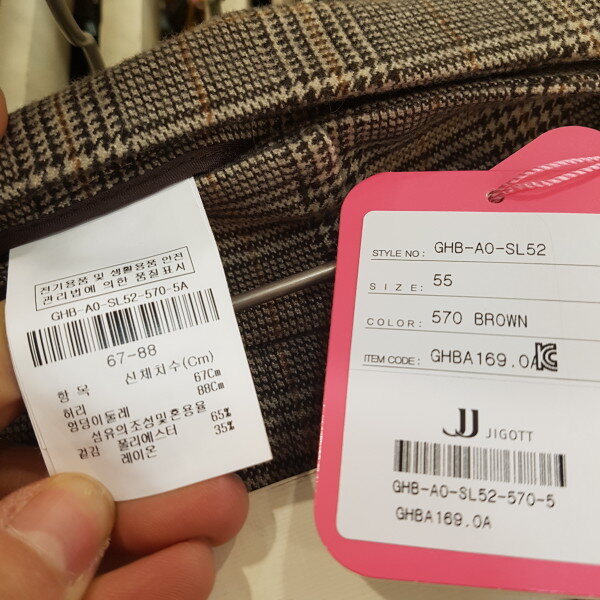 전기용품 및 생활용품 안전
관리법에 의한 품질표시
GHB-A0-SL52-570-5A
67-88
항 목 신체치수(Cm)
허리 67Cm
엉덩이둘레 88Cm
섬유의조성및혼용율
겉감 폴리에스터 65%
레이온 35%
STYLE NO: GHB-A0-SL52
SIZE: 55
COLOR: 570 BROWN
ITEM CODE: GHBA169.0A
JJ JIGOTT
GHB-A0-SL52-570-5
GHBA169.0A